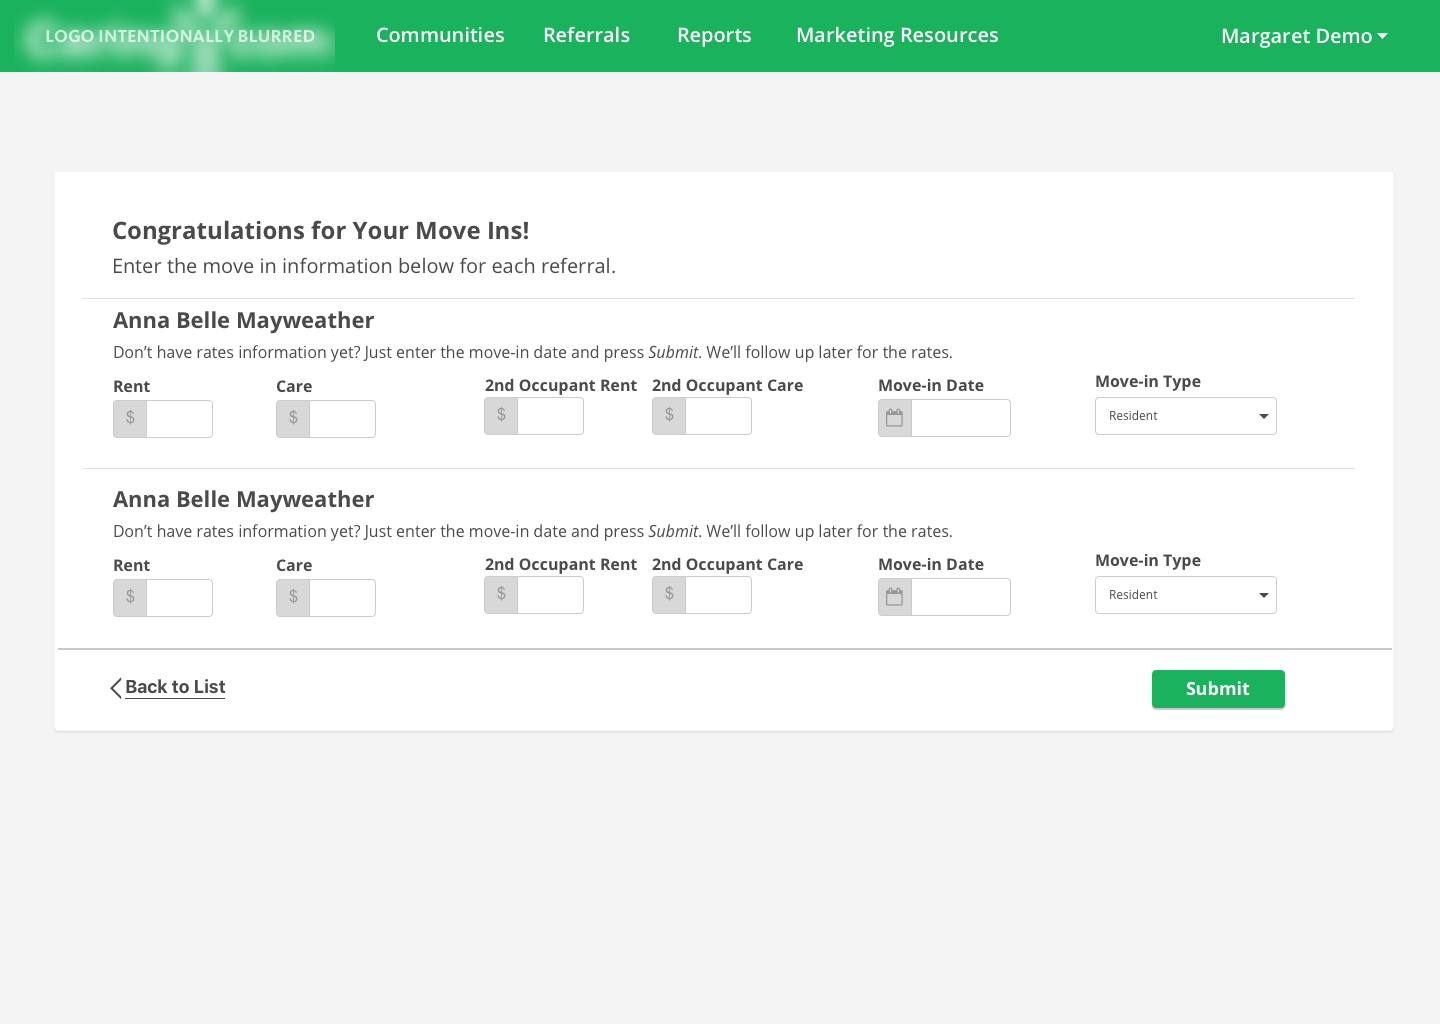 LOGO INTENTIONALLY BLURRED Communities Referrals Reports Marketing Resources Margaret Demo
Congratulations for Your Move Ins!
Enter the move in information below for each referral.
Anna Belle Mayweather
Don’t have rates information yet? Just enter the move-in date and press Submit. We’ll follow up later for the rates.
Rent Care 2nd Occupant Rent 2nd Occupant Care Move-in Date Move-in Type
$ $ $ $ Resident
Anna Belle Mayweather
Don’t have rates information yet? Just enter the move-in date and press Submit. We’ll follow up later for the rates.
Rent Care 2nd Occupant Rent 2nd Occupant Care Move-in Date Move-in Type
$ $ $ $ Resident
Back to List Submit